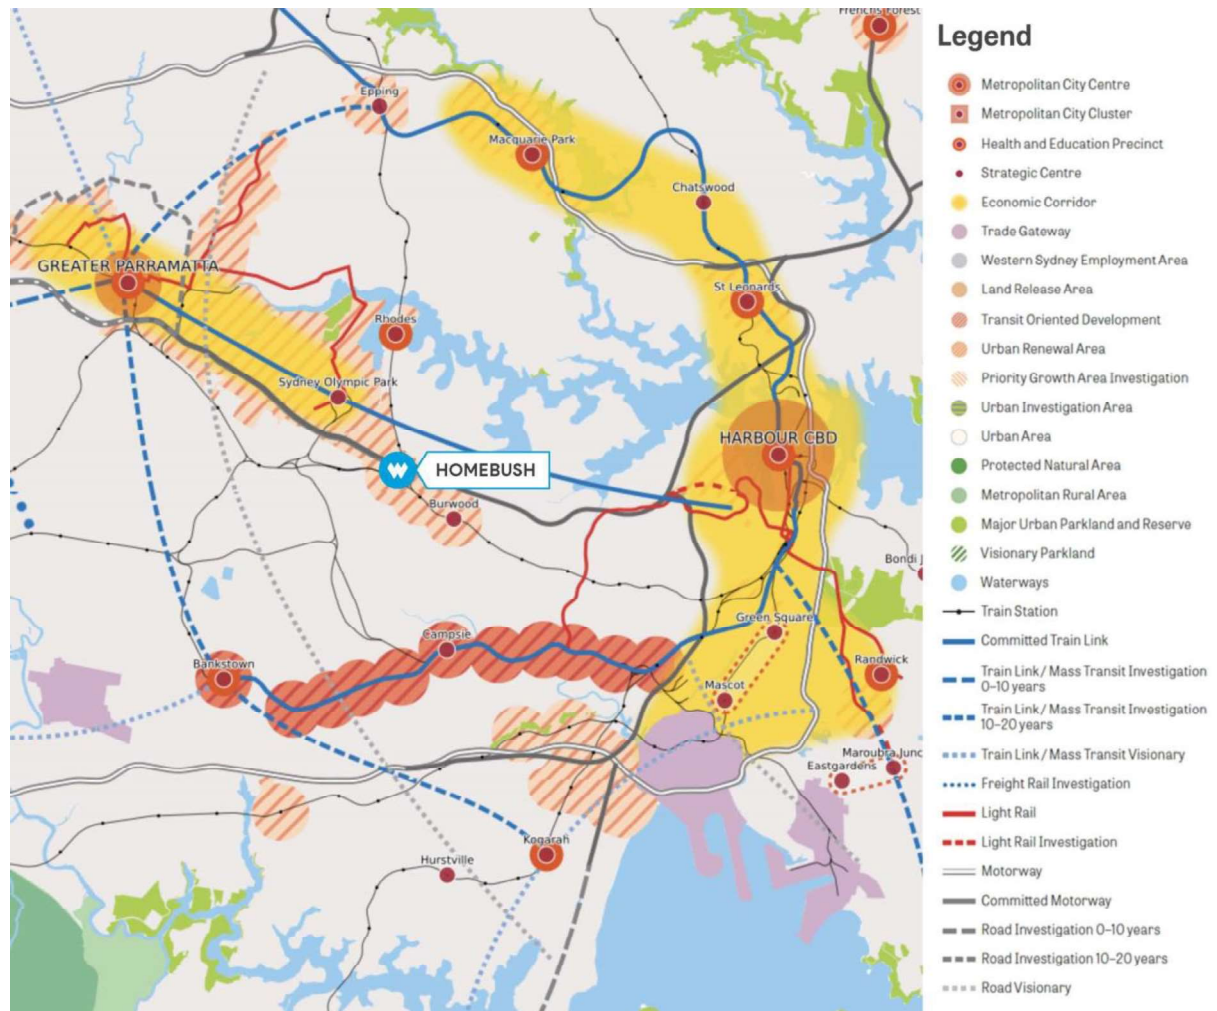 Frenchs Forest
Epping
Macquarie Park
Chatswood
GREATER PARRAMATTA
St Leonards
Rhodes
Sydney Olympic Park
HARBOUR CBD
W HOMEBUSH
Burwood
Bondi J
Green Square
Campsie
Randwick
Bankstown
Mascot
Maroubra Junc
Eastgardens
Kogarah
Hurstville
Legend
Metropolitan City Centre
Metropolitan City Cluster
Health and Education Precinct
Strategic Centre
Economic Corridor
Trade Gateway
Western Sydney Employment Area
Land Release Area
Transit Oriented Development
Urban Renewal Area
Priority Growth Area Investigation
Urban Investigation Area
Urban Area
Protected Natural Area
Metropolitan Rural Area
Major Urban Parkland and Reserve
Visionary Parkland
Waterways
Train Station
Committed Train Link
Train Link / Mass Transit Investigation
0–10 years
Train Link / Mass Transit Investigation
10–20 years
Train Link / Mass Transit Visionary
Freight Rail Investigation
Light Rail
Light Rail Investigation
Motorway
Committed Motorway
Road Investigation 0–10 years
Road Investigation 10–20 years
Road Visionary